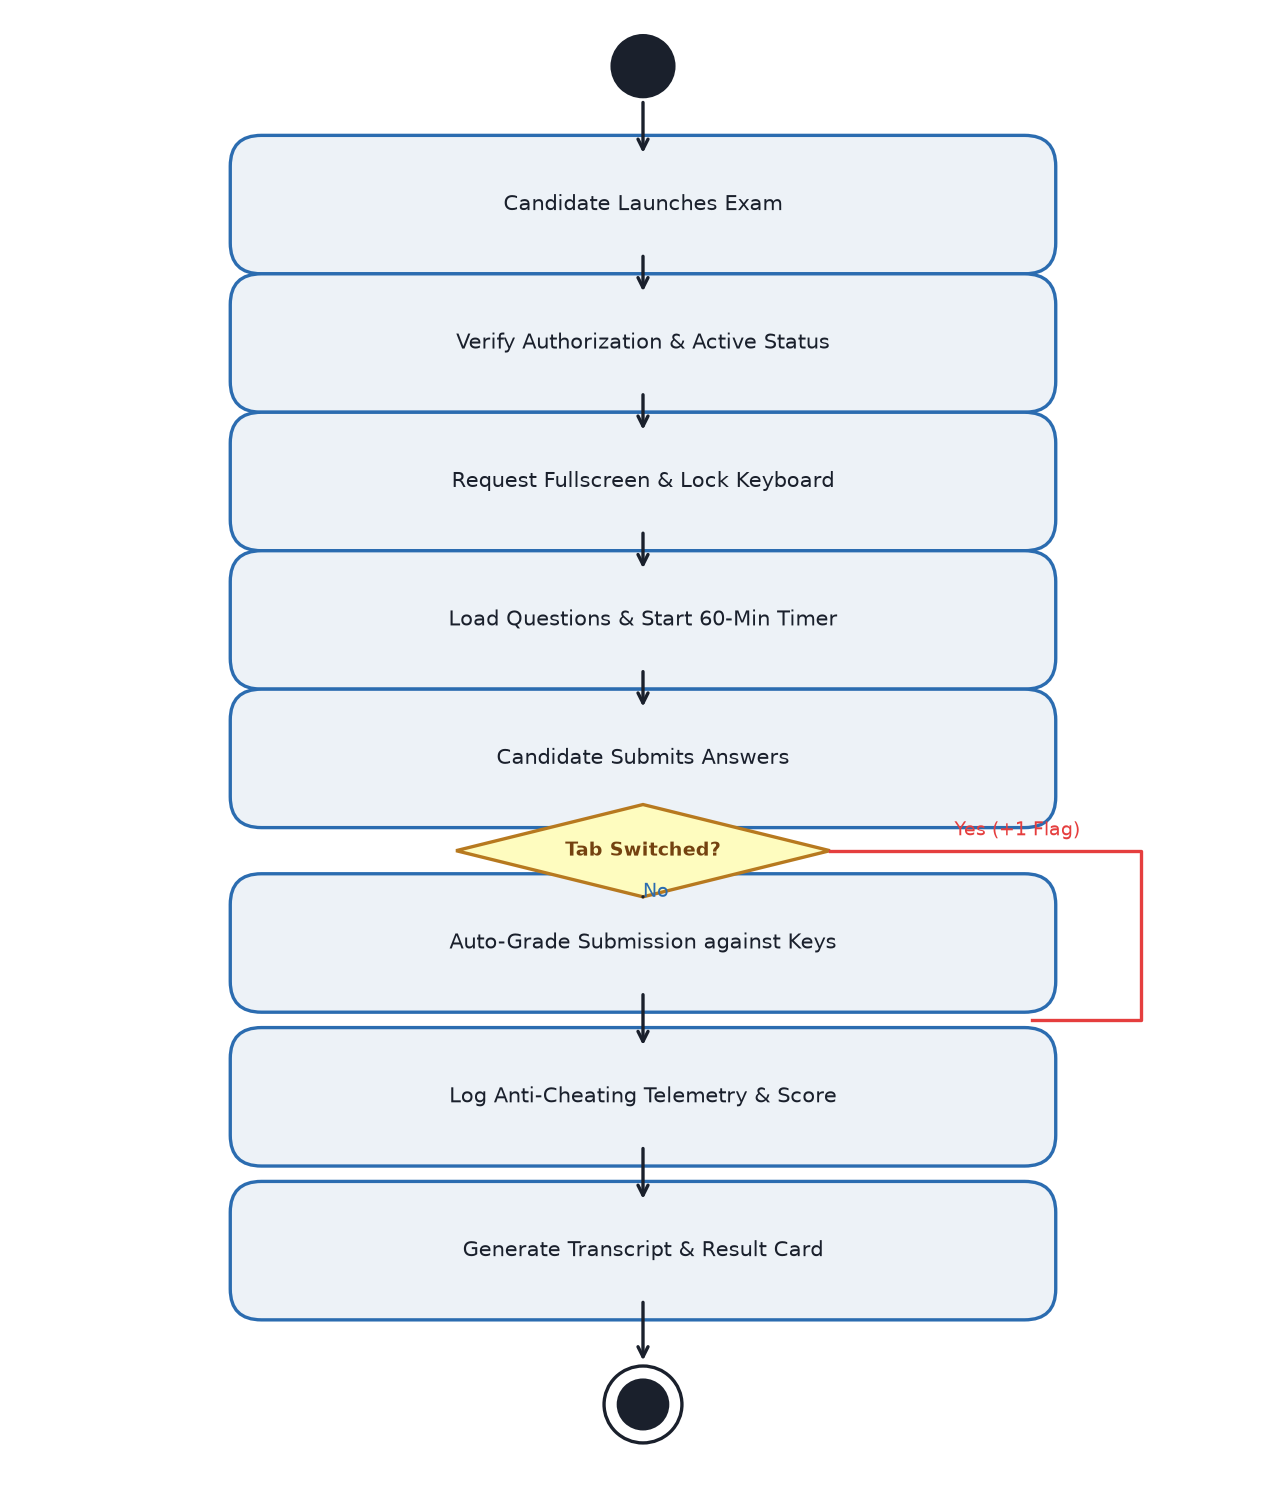 Candidate Launches Exam
Verify Authorization & Active Status
Request Fullscreen & Lock Keyboard
Load Questions & Start 60-Min Timer
Candidate Submits Answers
Yes (+1 Flag)
Tab Switched?
No
Auto-Grade Submission against Keys
Log Anti-Cheating Telemetry & Score
Generate Transcript & Result Card